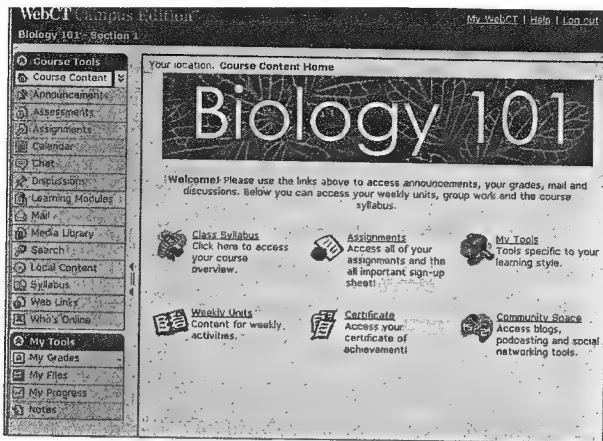 WebCT Campus Edition™
My WebCT | Help | Log out
Biology 101 - Section 1
Course Tools
Course Content
Announcements
Assessments
Assignments
Calendar
Chat
Discussions
Learning Modules
Mail
Media Library
Search
Local Content
Syllabus
Web Links
Who's Online
My Tools
My Grades
My Files
My Progress
Notes
Your location: Course Content Home
Biology 101
Welcome! Please use the links above to access announcements, your grades, mail and
discussions. Below you can access your weekly units, group work and the course
syllabus.
Class Syllabus
Click here to access
your course
overview.
Assignments
Access all of your
assignments and the
all important sign-up
sheet!
My Tools
Tools specific to your
learning style.
Weekly Units
Content for weekly
activities.
Certificate
Access your
certificate of
achievement!
Community Space
Access blogs,
podcasting and social
networking tools.